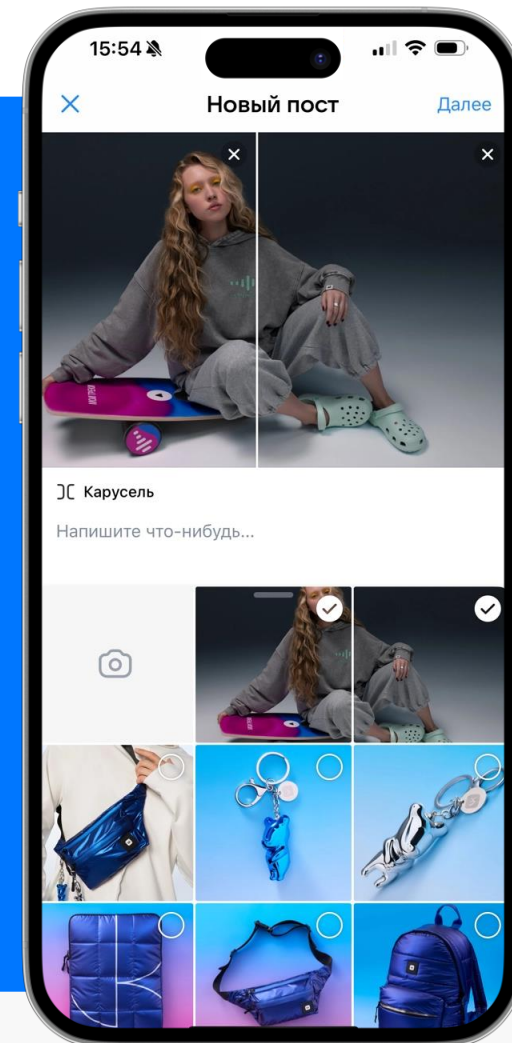 15:54
Новый пост
Далее
Карусель
Напишите что-нибудь...